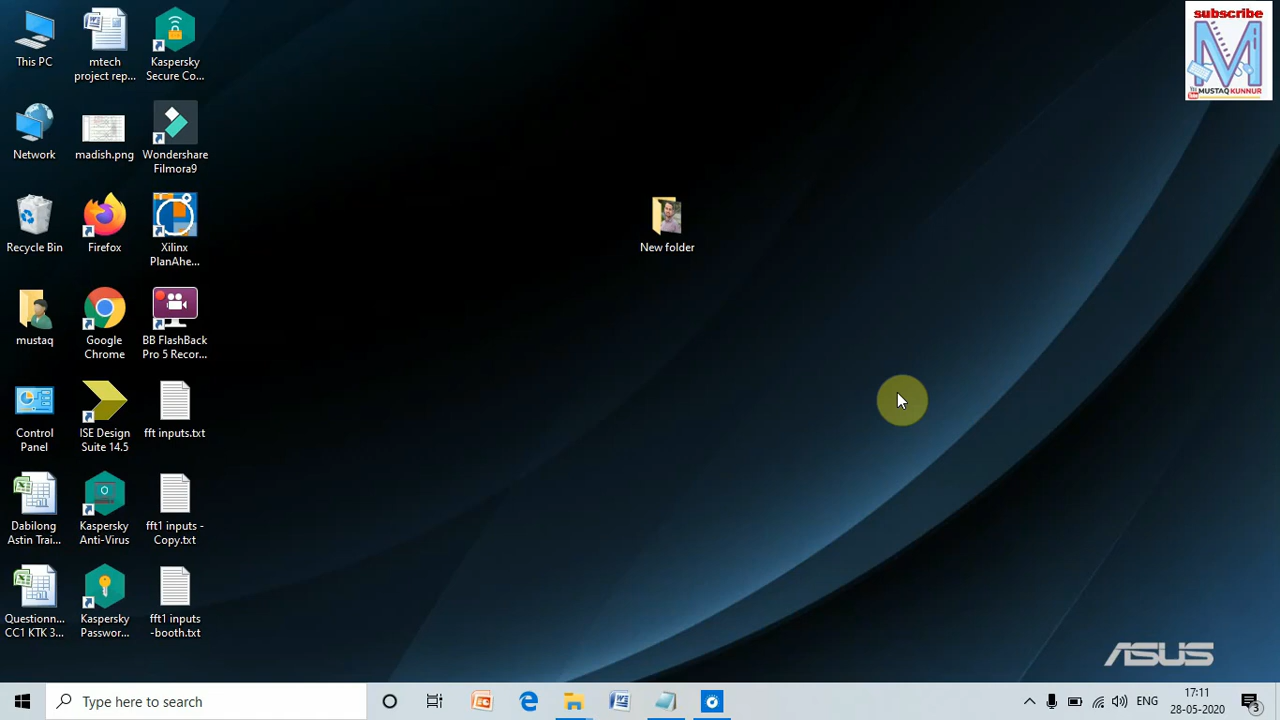 This PC
mtech
project rep...
Kaspersky
Secure Co...
Network
madish.png
Wondershare
Filmora9
Recycle Bin
Firefox
Xilinx
PlanAhe...
mustaq
Google
Chrome
BB FlashBack
Pro 5 Recor...
Control
Panel
ISE Design
Suite 14.5
fft inputs.txt
Dabilong
Astin Trai...
Kaspersky
Anti-Virus
fft1 inputs -
Copy.txt
Questionn...
CC1 KTK 3...
Kaspersky
Passwor...
fft1 inputs
-booth.txt
New folder
subscribe
M
MUSTAQ KUNNUR
ASUS
Type here to search
ENG
17:11
28-05-2020
3